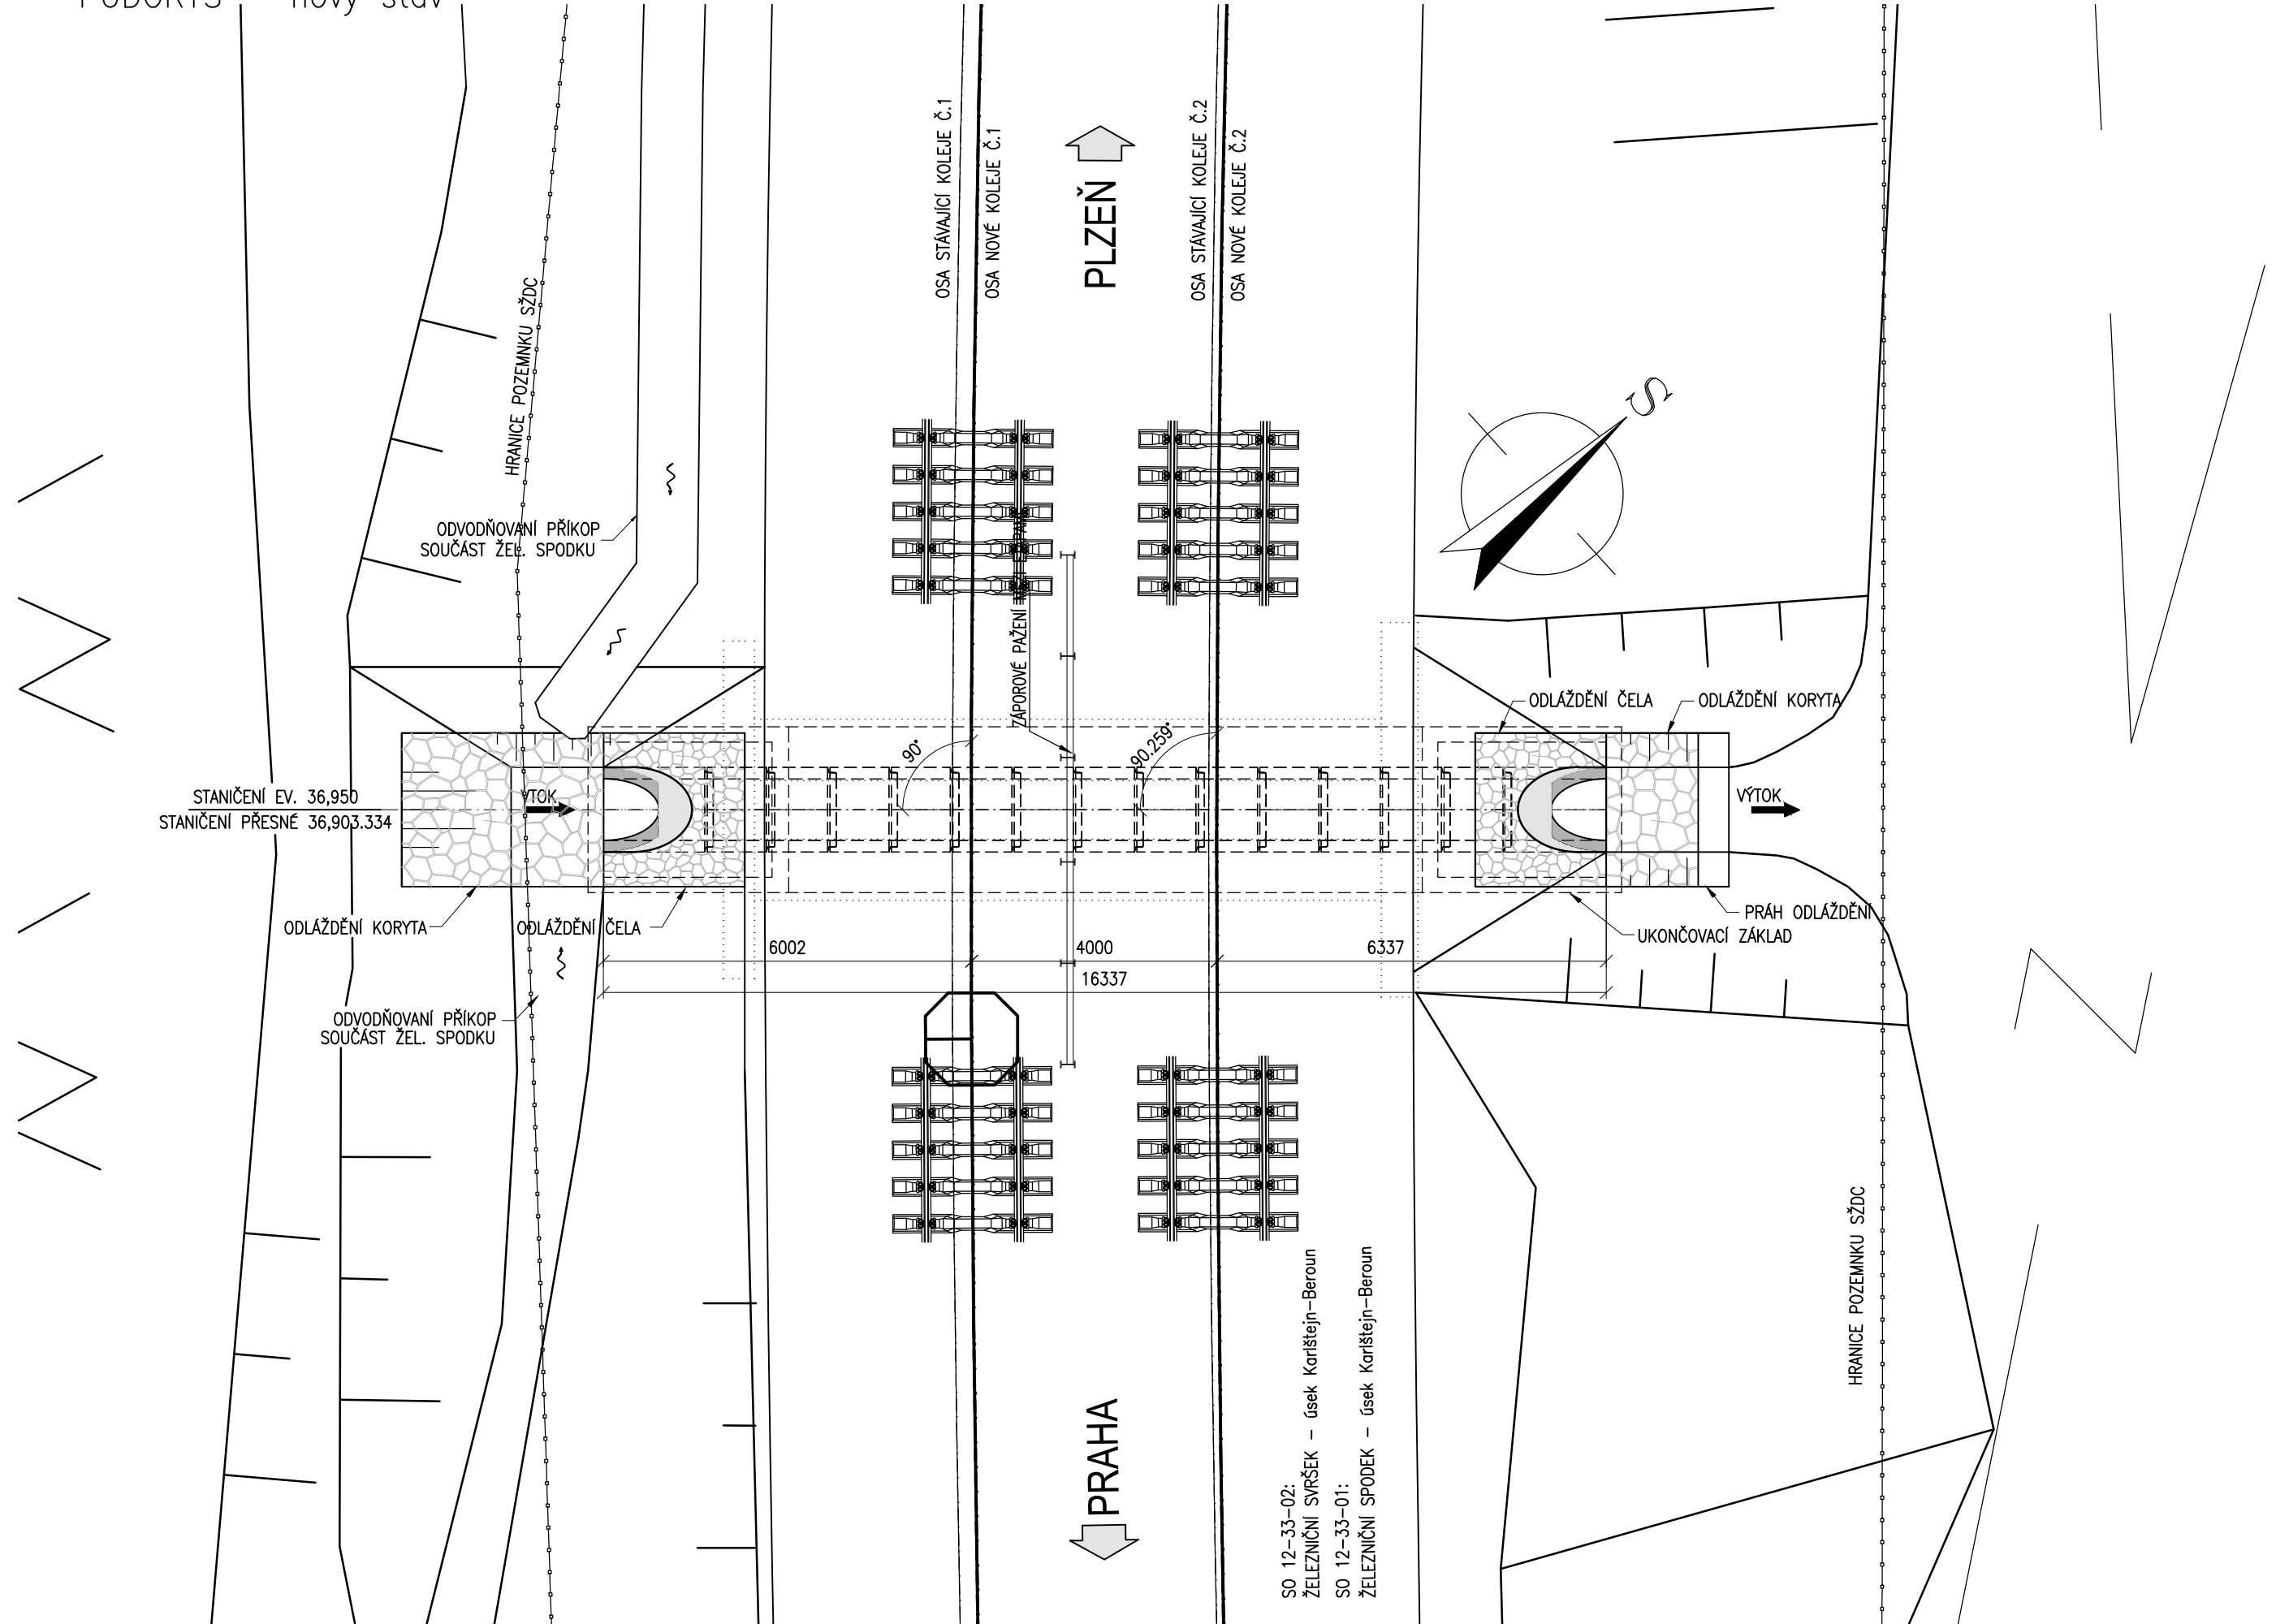 nový stav
OSA STÁVAJÍCÍ KOLEJE Č.1
OSA NOVÉ KOLEJE Č.1
PLZEŇ
OSA STÁVAJÍCÍ KOLEJE Č.2
OSA NOVÉ KOLEJE Č.2
HRANICE POZEMNKU SŽDC
S
ODVODŇOVANÍ PŘÍKOP
SOUČÁST ŽEL. SPODKU
ZÁPOROVÉ PAŽENÍ MEZI ETAPAMI
ODLÁŽDĚNÍ ČELA
ODLÁŽDĚNÍ KORYTA
90°
90.259°
STANIČENÍ EV. 36,950
STANIČENÍ PŘESNÉ 36,903.334
VTOK
VÝTOK
ODLÁŽDĚNÍ KORYTA
ODLÁŽDĚNÍ ČELA
PRÁH ODLÁŽDĚNÍ
UKONČOVACÍ ZÁKLAD
6002
4000
6337
16337
ODVODŇOVANÍ PŘÍKOP
SOUČÁST ŽEL. SPODKU
HRANICE POZEMNKU SŽDC
PRAHA
SO 12-33-02:
ŽELEZNIČNÍ SVRŠEK – úsek Karlštejn-Beroun
SO 12-33-01:
ŽELEZNIČNÍ SPODEK – úsek Karlštejn-Beroun